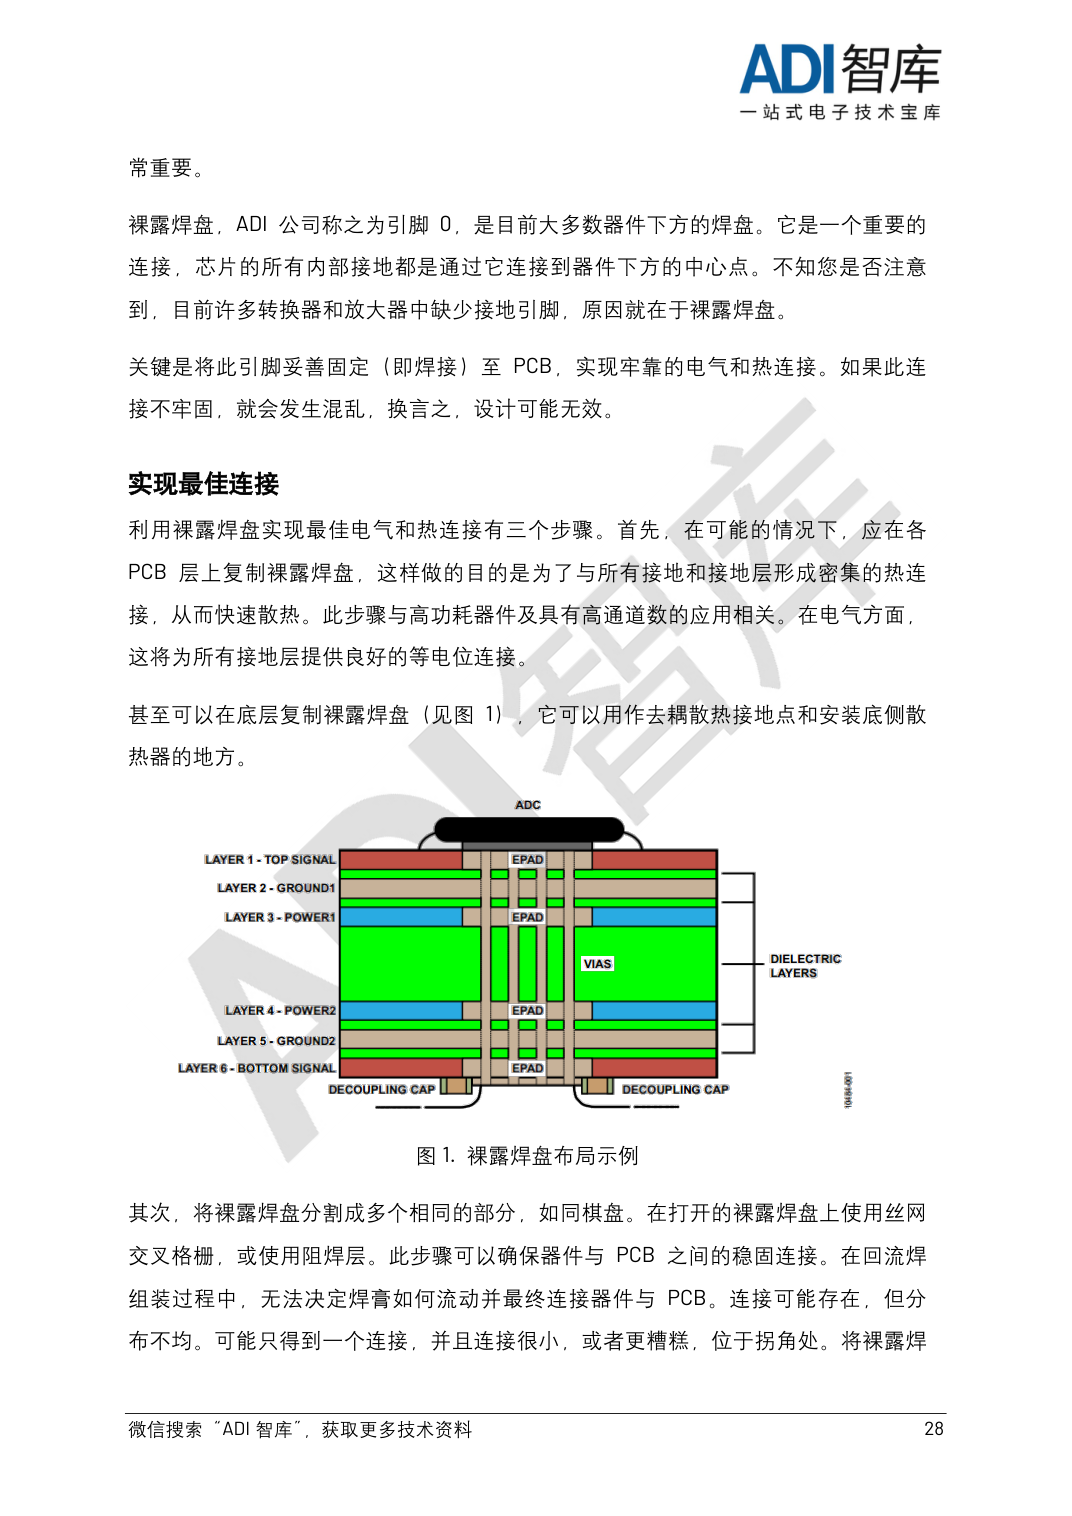 ADI智库
一站式电子技术宝库
常重要。
裸露焊盘，ADI 公司称之为引脚 0，是目前大多数器件下方的焊盘。它是一个重要的
连接，芯片的所有内部接地都是通过它连接到器件下方的中心点。不知您是否注意
到，目前许多转换器和放大器中缺少接地引脚，原因就在于裸露焊盘。
关键是将此引脚妥善固定（即焊接）至 PCB，实现牢靠的电气和热连接。如果此连
接不牢固，就会发生混乱，换言之，设计可能无效。
实现最佳连接
利用裸露焊盘实现最佳电气和热连接有三个步骤。首先，在可能的情况下，应在各
PCB 层上复制裸露焊盘，这样做的目的是为了与所有接地和接地层形成密集的热连
接，从而快速散热。此步骤与高功耗器件及具有高通道数的应用相关。在电气方面，
这将为所有接地层提供良好的等电位连接。
甚至可以在底层复制裸露焊盘（见图 1），它可以用作去耦散热接地点和安装底侧散
热器的地方。
ADC
LAYER 1 - TOP SIGNAL
EPAD
LAYER 2 - GROUND1
LAYER 3 - POWER1
EPAD
VIAS
DIELECTRIC
LAYERS
LAYER 4 - POWER2
EPAD
LAYER 5 - GROUND2
LAYER 6 - BOTTOM SIGNAL
EPAD
DECOUPLING CAP
DECOUPLING CAP
10484-001
图 1. 裸露焊盘布局示例
其次，将裸露焊盘分割成多个相同的部分，如同棋盘。在打开的裸露焊盘上使用丝网
交叉格栅，或使用阻焊层。此步骤可以确保器件与 PCB 之间的稳固连接。在回流焊
组装过程中，无法决定焊膏如何流动并最终连接器件与 PCB。连接可能存在，但分
布不均。可能只得到一个连接，并且连接很小，或者更糟糕，位于拐角处。将裸露焊
微信搜索“ADI 智库”，获取更多技术资料
28
ADI智库